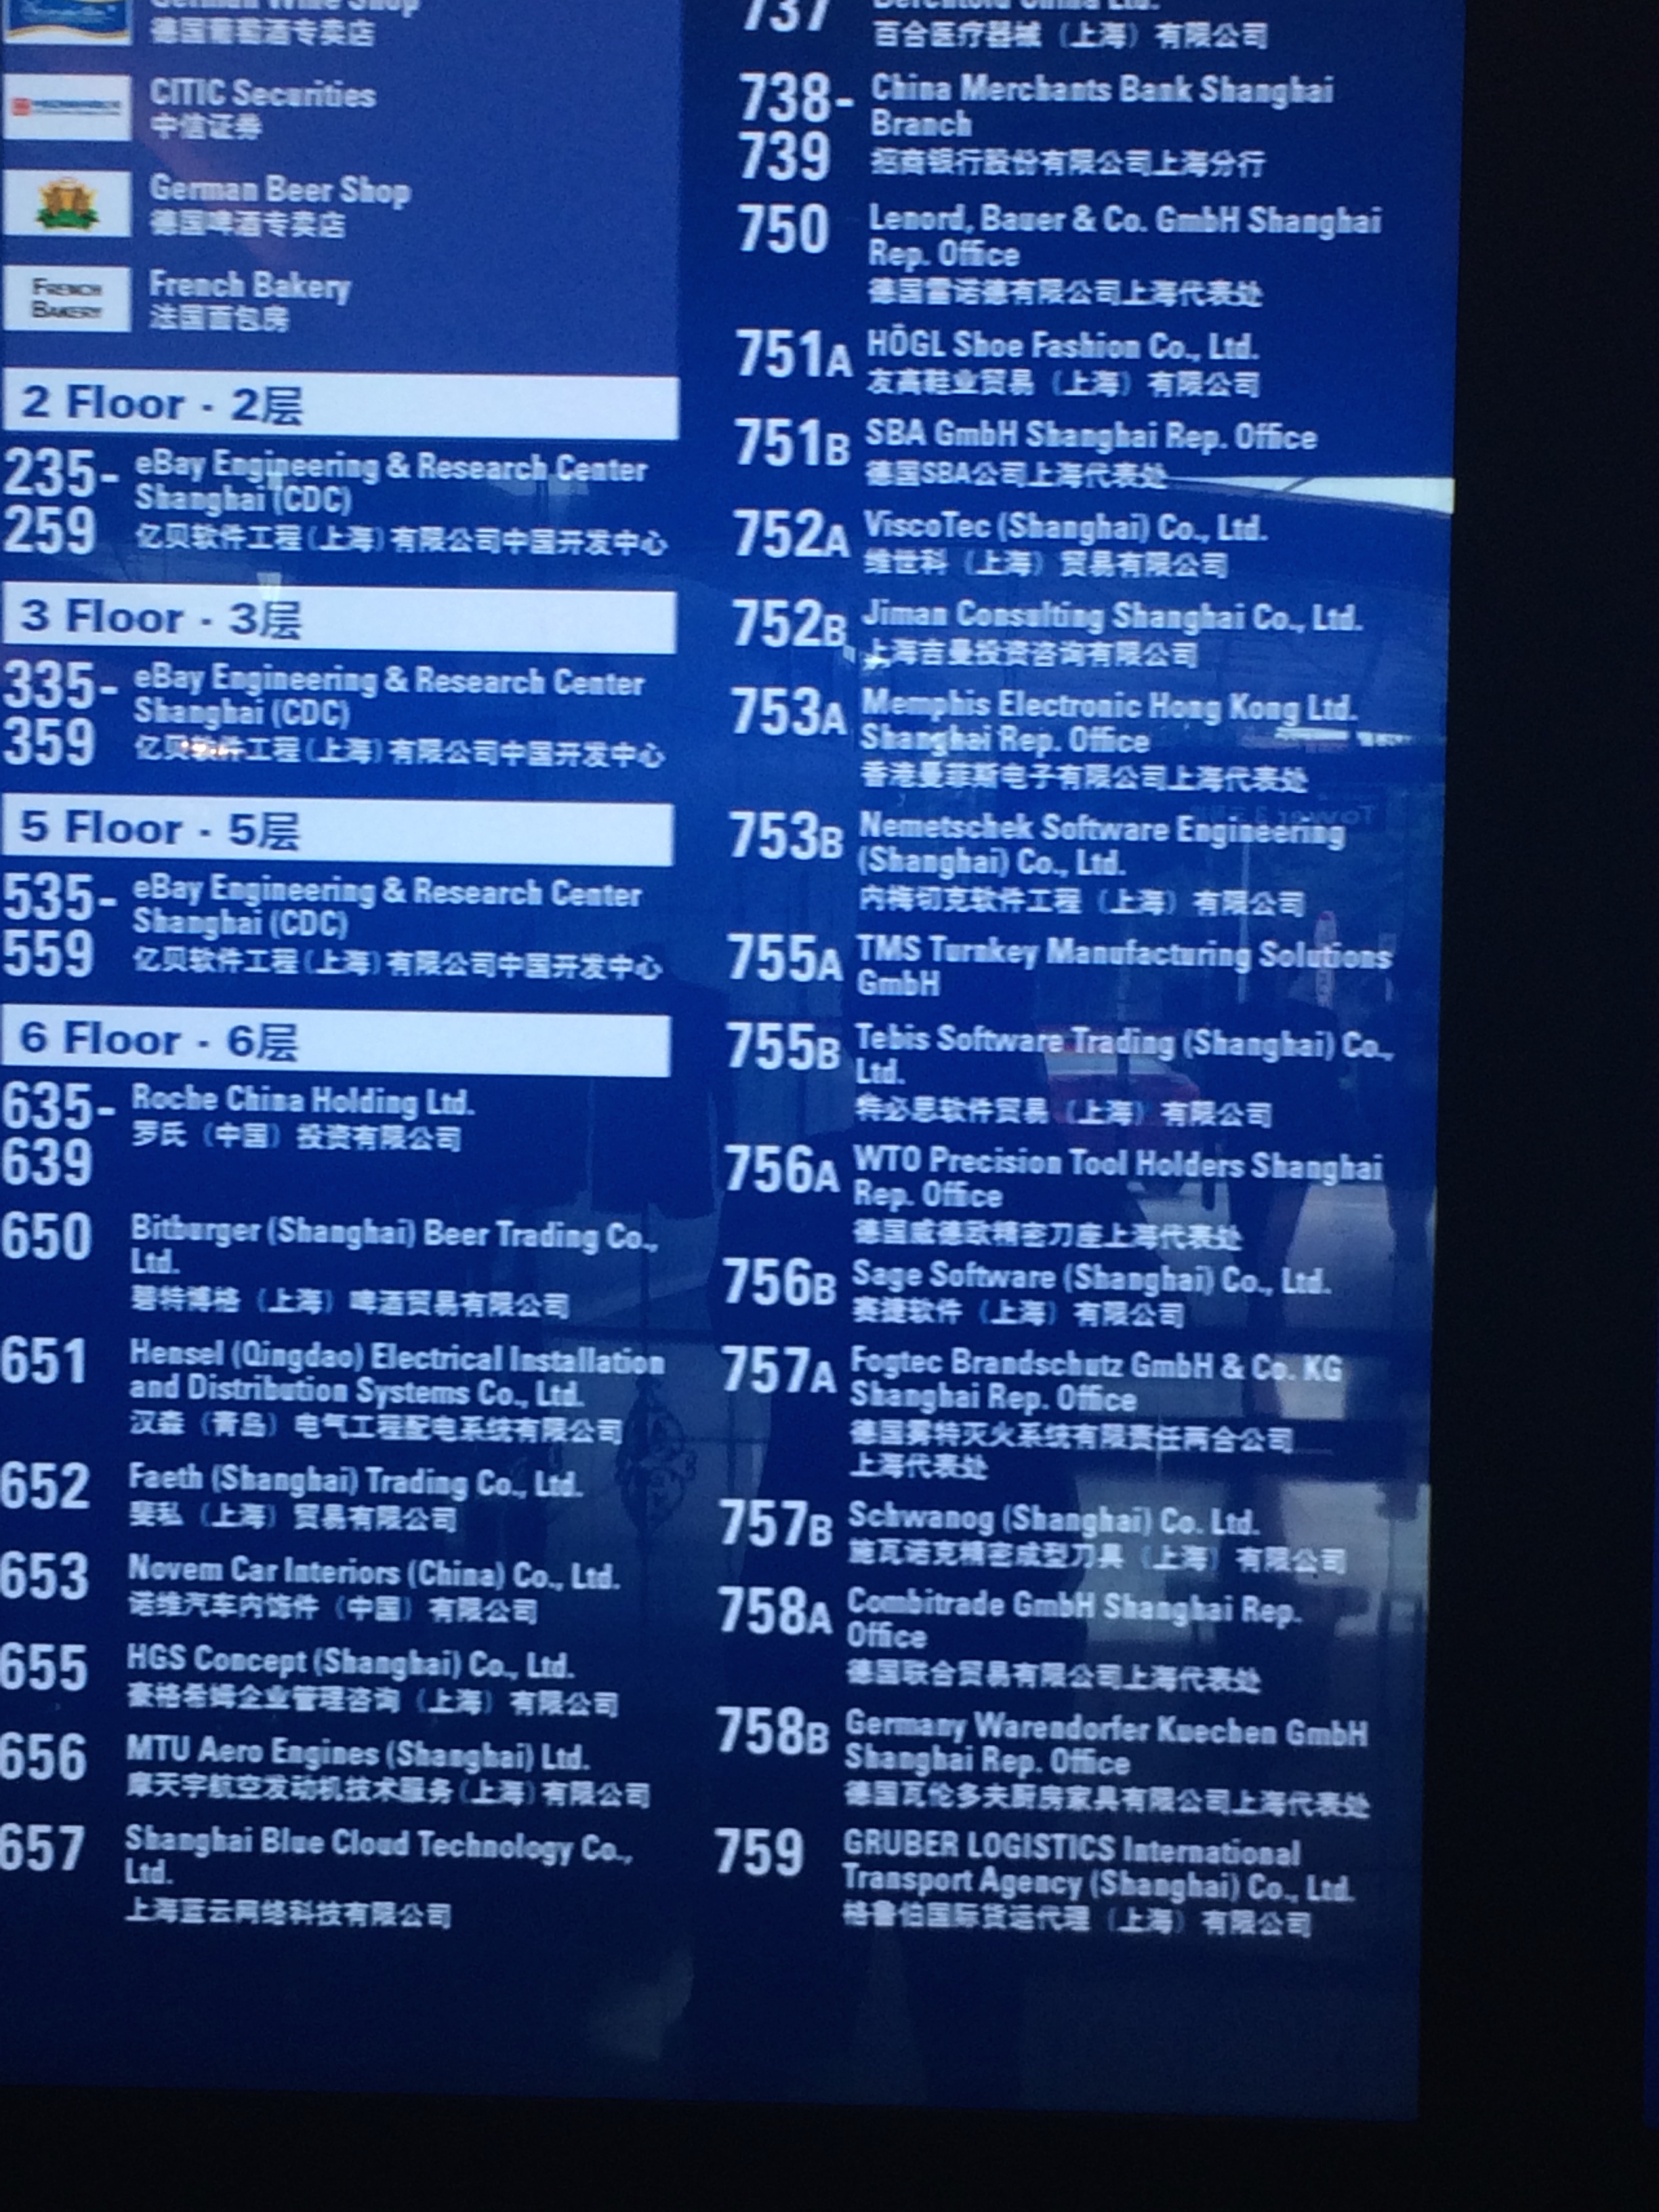 German Wine Shop
德国葡萄酒专卖店
CITIC Securities
中信证券
German Beer Shop
德国啤酒专卖店
FRENCH
BAKERY
French Bakery
法国面包房
2 Floor · 2层
235-
259
eBay Engineering & Research Center
Shanghai (CDC)
亿贝软件工程(上海)有限公司中国开发中心
3 Floor · 3层
335-
359
eBay Engineering & Research Center
Shanghai (CDC)
亿贝软件工程(上海)有限公司中国开发中心
5 Floor · 5层
535-
559
eBay Engineering & Research Center
Shanghai (CDC)
亿贝软件工程(上海)有限公司中国开发中心
6 Floor · 6层
635-
639
Roche China Holding Ltd.
罗氏（中国）投资有限公司
650
Bitburger (Shanghai) Beer Trading Co.,
Ltd.
碧特博格（上海）啤酒贸易有限公司
651
Hensel (Qingdao) Electrical Installation
and Distribution Systems Co., Ltd.
汉森（青岛）电气工程配电系统有限公司
652
Faeth (Shanghai) Trading Co., Ltd.
斐私（上海）贸易有限公司
653
Novem Car Interiors (China) Co., Ltd.
诺维汽车内饰件（中国）有限公司
655
HGS Concept (Shanghai) Co., Ltd.
豪格希姆企业管理咨询（上海）有限公司
656
MTU Aero Engines (Shanghai) Ltd.
摩天宇航空发动机技术服务(上海)有限公司
657
Shanghai Blue Cloud Technology Co.,
Ltd.
上海蓝云网络科技有限公司
737
China Ltd.
百合医疗器械（上海）有限公司
738-
739
China Merchants Bank Shanghai
Branch
招商银行股份有限公司上海分行
750
Lenord, Bauer & Co. GmbH Shanghai
Rep. Office
德国雷诺德有限公司上海代表处
751A
HÖGL Shoe Fashion Co., Ltd.
友高鞋业贸易（上海）有限公司
751B
SBA GmbH Shanghai Rep. Office
德国SBA公司上海代表处
752A
ViscoTec (Shanghai) Co., Ltd.
维世科（上海）贸易有限公司
752B
Jiman Consulting Shanghai Co., Ltd.
上海吉曼投资咨询有限公司
753A
Memphis Electronic Hong Kong Ltd.
Shanghai Rep. Office
香港曼菲斯电子有限公司上海代表处
753B
Nemetschek Software Engineering
(Shanghai) Co., Ltd.
内梅切克软件工程（上海）有限公司
755A
TMS Turnkey Manufacturing Solutions
GmbH
755B
Tebis Software Trading (Shanghai) Co.,
Ltd.
特必思软件贸易（上海）有限公司
756A
WTO Precision Tool Holders Shanghai
Rep. Office
德国威德欧精密刀座上海代表处
756B
Sage Software (Shanghai) Co., Ltd.
赛捷软件（上海）有限公司
757A
Fogtec Brandschutz GmbH & Co. KG
Shanghai Rep. Office
德国雾特灭火系统有限责任两合公司
上海代表处
757B
Schwanog (Shanghai) Co. Ltd.
施瓦诺克精密成型刀具（上海）有限公司
758A
Combitrade GmbH Shanghai Rep.
Office
德国联合贸易有限公司上海代表处
758B
Germany Warendorfer Kuechen GmbH
Shanghai Rep. Office
德国瓦伦多夫厨房家具有限公司上海代表处
759
GRUBER LOGISTICS International
Transport Agency (Shanghai) Co., Ltd.
格鲁伯国际货运代理（上海）有限公司